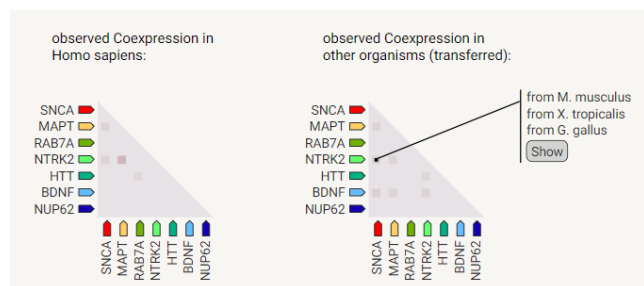 observed Coexpression in
Homo sapiens:
SNCA
MAPT
RAB7A
NTRK2
HTT
BDNF
NUP62
SNCA
MAPT
RAB7A
NTRK2
HTT
BDNF
NUP62
observed Coexpression in
other organisms (transferred):
SNCA
MAPT
RAB7A
NTRK2
HTT
BDNF
NUP62
SNCA
MAPT
RAB7A
NTRK2
HTT
BDNF
NUP62
from M. musculus
from X. tropicalis
from G. gallus
Show